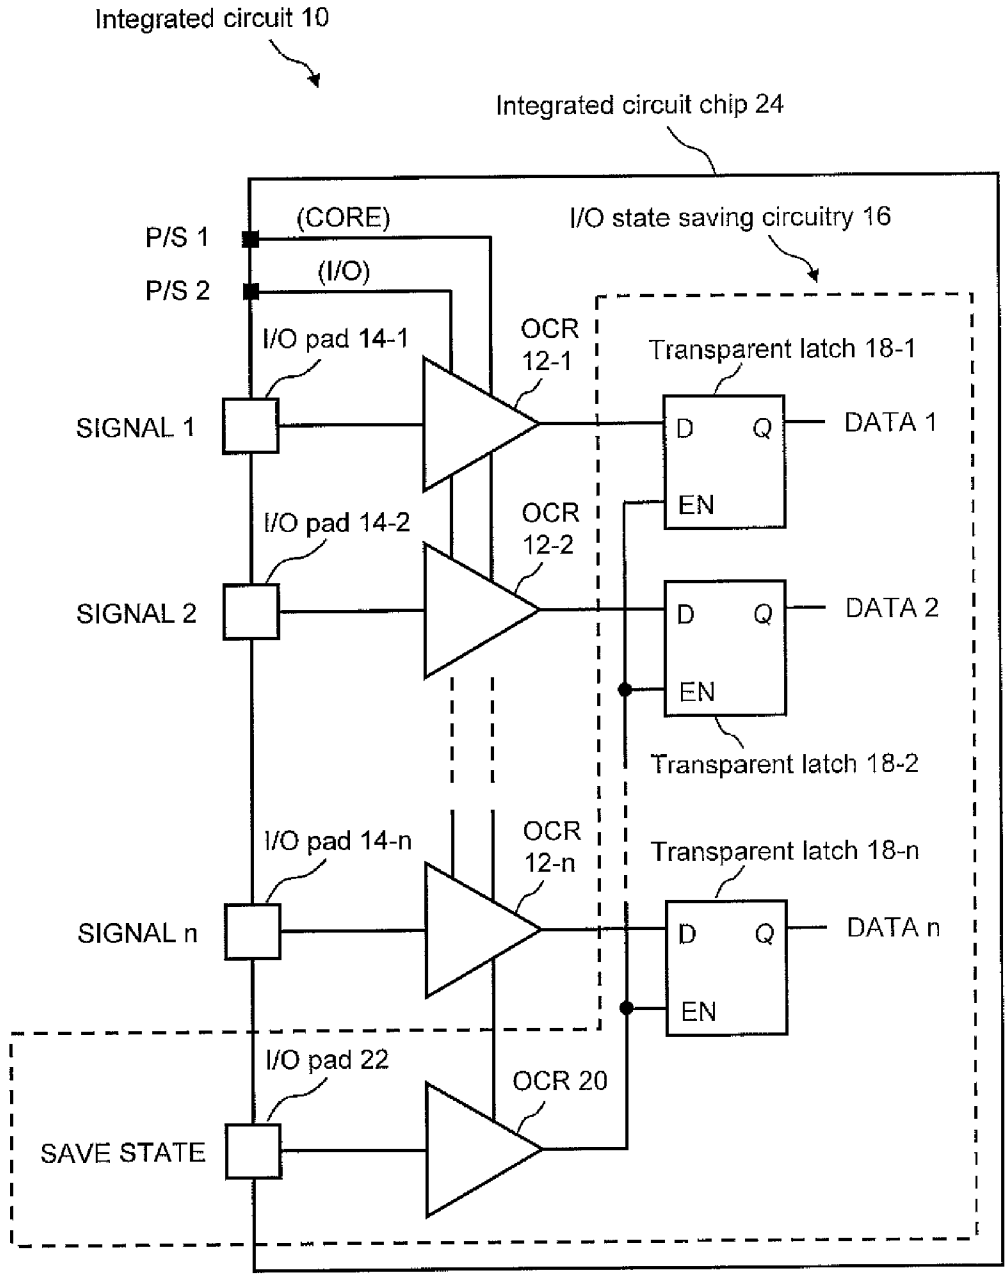 Integrated circuit 10
Integrated circuit chip 24
I/O state saving circuitry 16
P/S 1
(CORE)
P/S 2
(I/O)
I/O pad 14-1
OCR
12-1
Transparent latch 18-1
SIGNAL 1
D
Q
DATA 1
EN
I/O pad 14-2
OCR
12-2
SIGNAL 2
D
Q
DATA 2
EN
Transparent latch 18-2
I/O pad 14-n
OCR
12-n
Transparent latch 18-n
SIGNAL n
D
Q
DATA n
EN
I/O pad 22
OCR 20
SAVE STATE